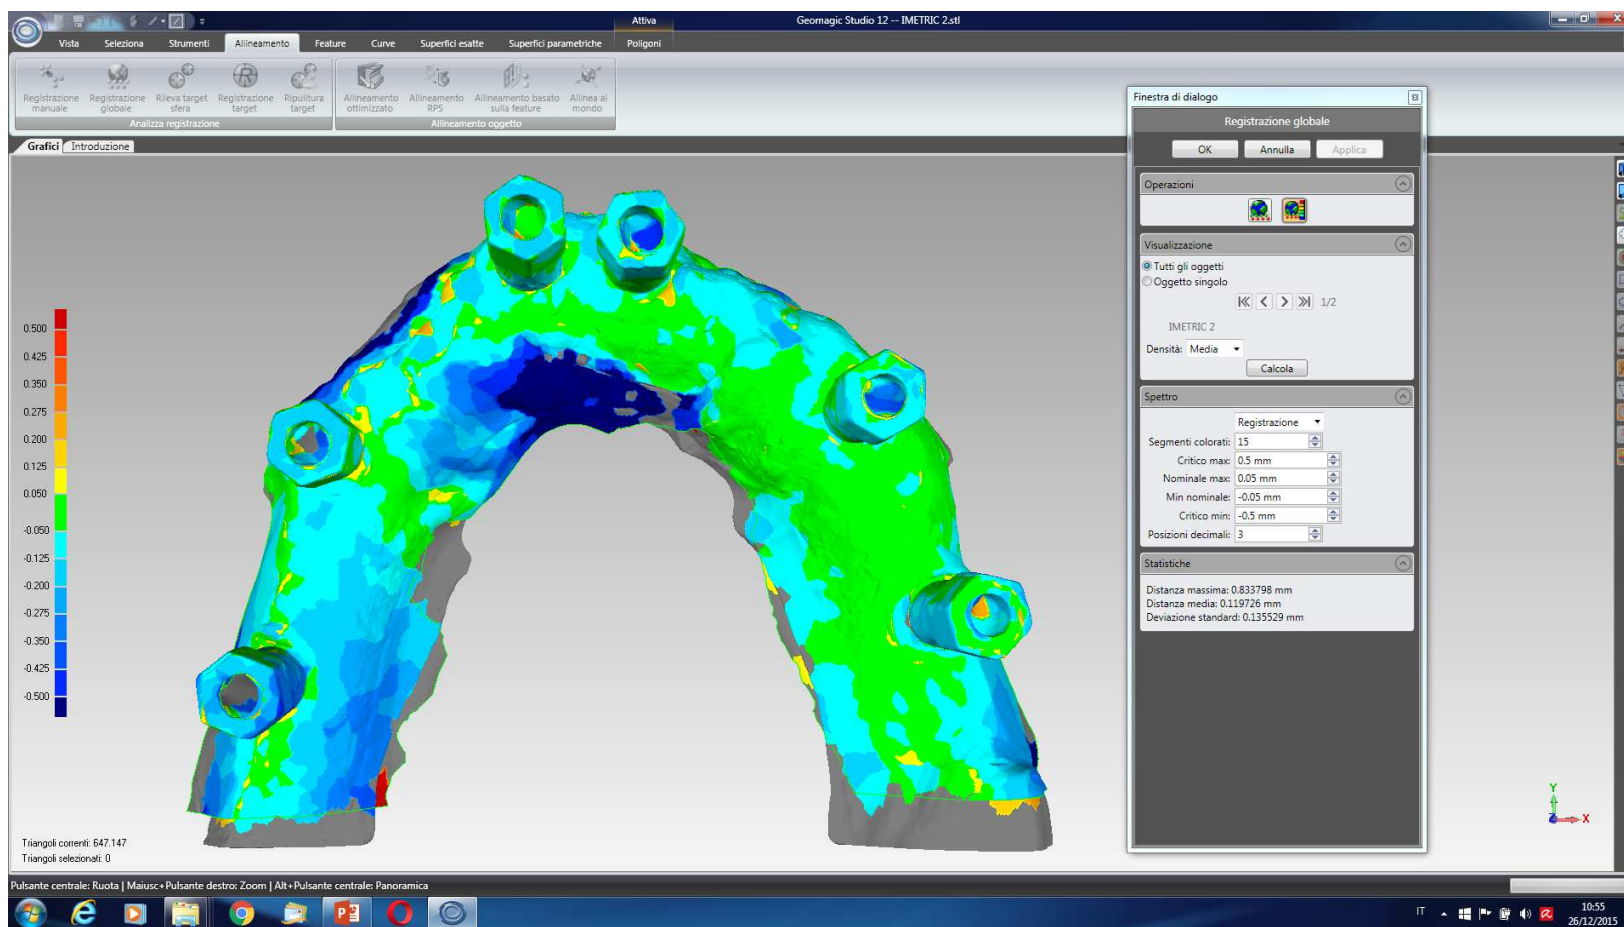 Attiva
Geomagic Studio 12 -- IMETRIC 2.stl
Vista Seleziona Strumenti Allineamento Feature Curve Superfici esatte Superfici parametriche Poligoni
Registrazione manuale
Registrazione globale
Rileva target sfera
Registrazione target
Ripulitura target
Allineamento ottimizzato
Allineamento RPS
Allineamento basato sulla feature
Allinea al mondo
Analizza registrazione
Allineamento oggetto
Grafici Introduzione
0.500
0.425
0.350
0.275
0.200
0.125
0.050
-0.050
-0.125
-0.200
-0.275
-0.350
-0.425
-0.500
Triangoli correnti: 647.147
Triangoli selezionati: 0
Finestra di dialogo
Registrazione globale
OK Annulla Applica
Operazioni
Visualizzazione
Tutti gli oggetti
Oggetto singolo
1/2
IMETRIC 2
Densità: Media
Calcola
Spettro
Registrazione
Segmenti colorati: 15
Critico max: 0.5 mm
Nominale max: 0.05 mm
Min nominale: -0.05 mm
Critico min: -0.5 mm
Posizioni decimali: 3
Statistiche
Distanza massima: 0.833798 mm
Distanza media: 0.119726 mm
Deviazione standard: 0.135529 mm
Y
Z X
Pulsante centrale: Ruota | Maiusc+Pulsante destro: Zoom | Alt+Pulsante centrale: Panoramica
IT
10:55
26/12/2015